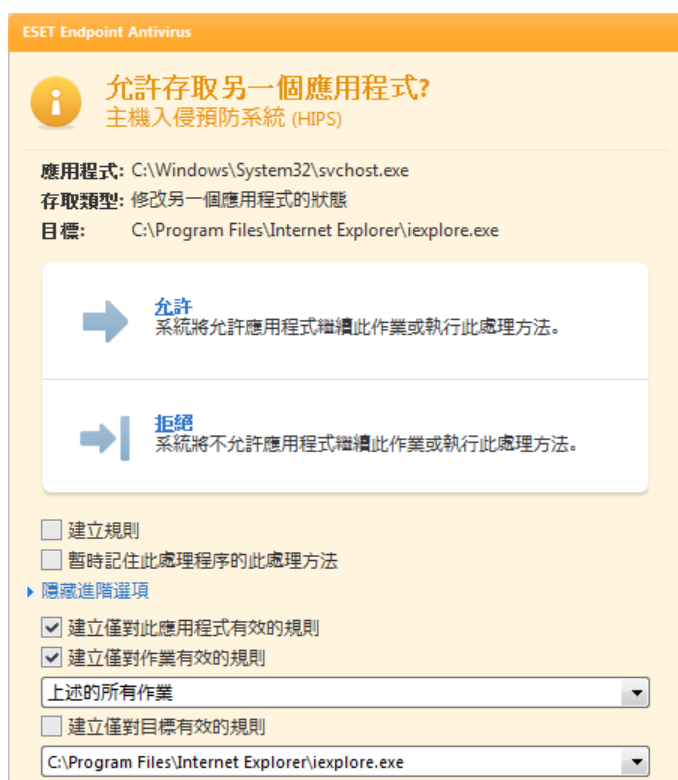 ESET Endpoint Antivirus
允許存取另一個應用程式?
主機入侵預防系統 (HIPS)
應用程式: C:\Windows\System32\svchost.exe
存取類型: 修改另一個應用程式的狀態
目標: C:\Program Files\Internet Explorer\iexplore.exe
允許
系統將允許應用程式繼續此作業或執行此處理方法。
拒絕
系統將不允許應用程式繼續此作業或執行此處理方法。
建立規則
暫時記住此處理程序的此處理方法
隱藏進階選項
建立僅對此應用程式有效的規則
建立僅對作業有效的規則
上述的所有作業
建立僅對目標有效的規則
C:\Program Files\Internet Explorer\iexplore.exe